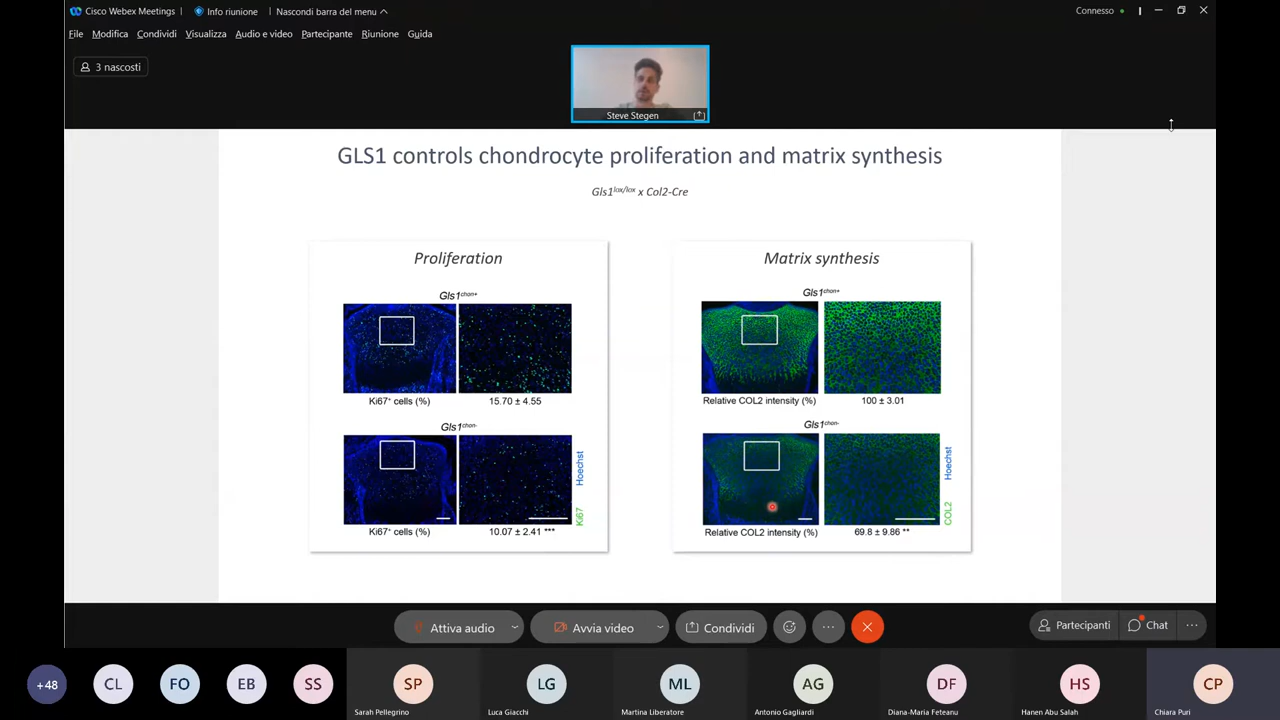 Cisco Webex Meetings
Info riunione
Nascondi barra del menu
Connesso
File Modifica Condividi Visualizza Audio e video Partecipante Riunione Guida
3 nascosti
Steve Stegen
GLS1 controls chondrocyte proliferation and matrix synthesis
Gls1lox/lox x Col2-Cre
Proliferation
Gls1chon+
Ki67+ cells (%) 15.70 ± 4.55
Gls1chon-
Ki67 Hoechst
Ki67+ cells (%) 10.07 ± 2.41 ***
Matrix synthesis
Gls1chon+
Relative COL2 intensity (%) 100 ± 3.01
Gls1chon-
COL2 Hoechst
Relative COL2 intensity (%) 69.8 ± 9.86 **
Attiva audio
Avvia video
Condividi
Partecipanti
Chat
+48
CL
FO
EB
SS
SP
Sarah Pellegrino
LG
Luca Giacchi
ML
Martina Liberatore
AG
Antonio Gagliardi
DF
Diana-Maria Feteanu
HS
Hanen Abu Salah
CP
Chiara Puri